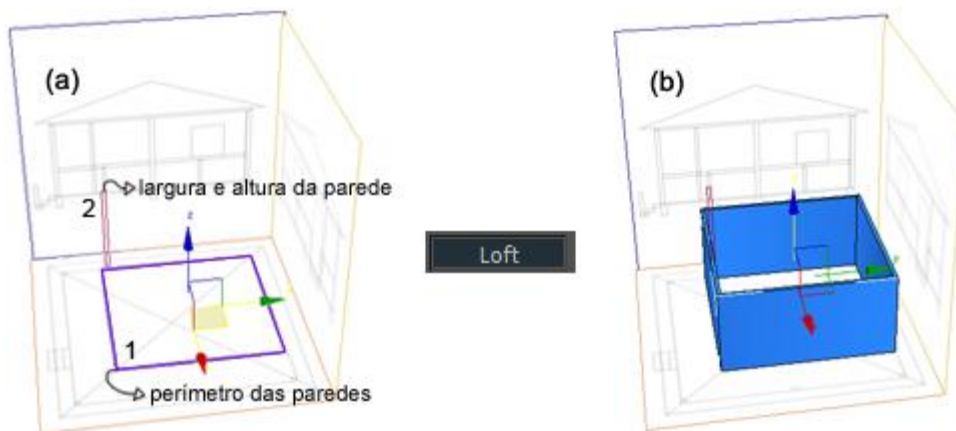 (a)
largura e altura da parede
2
z
1
perímetro das paredes
Loft
(b)